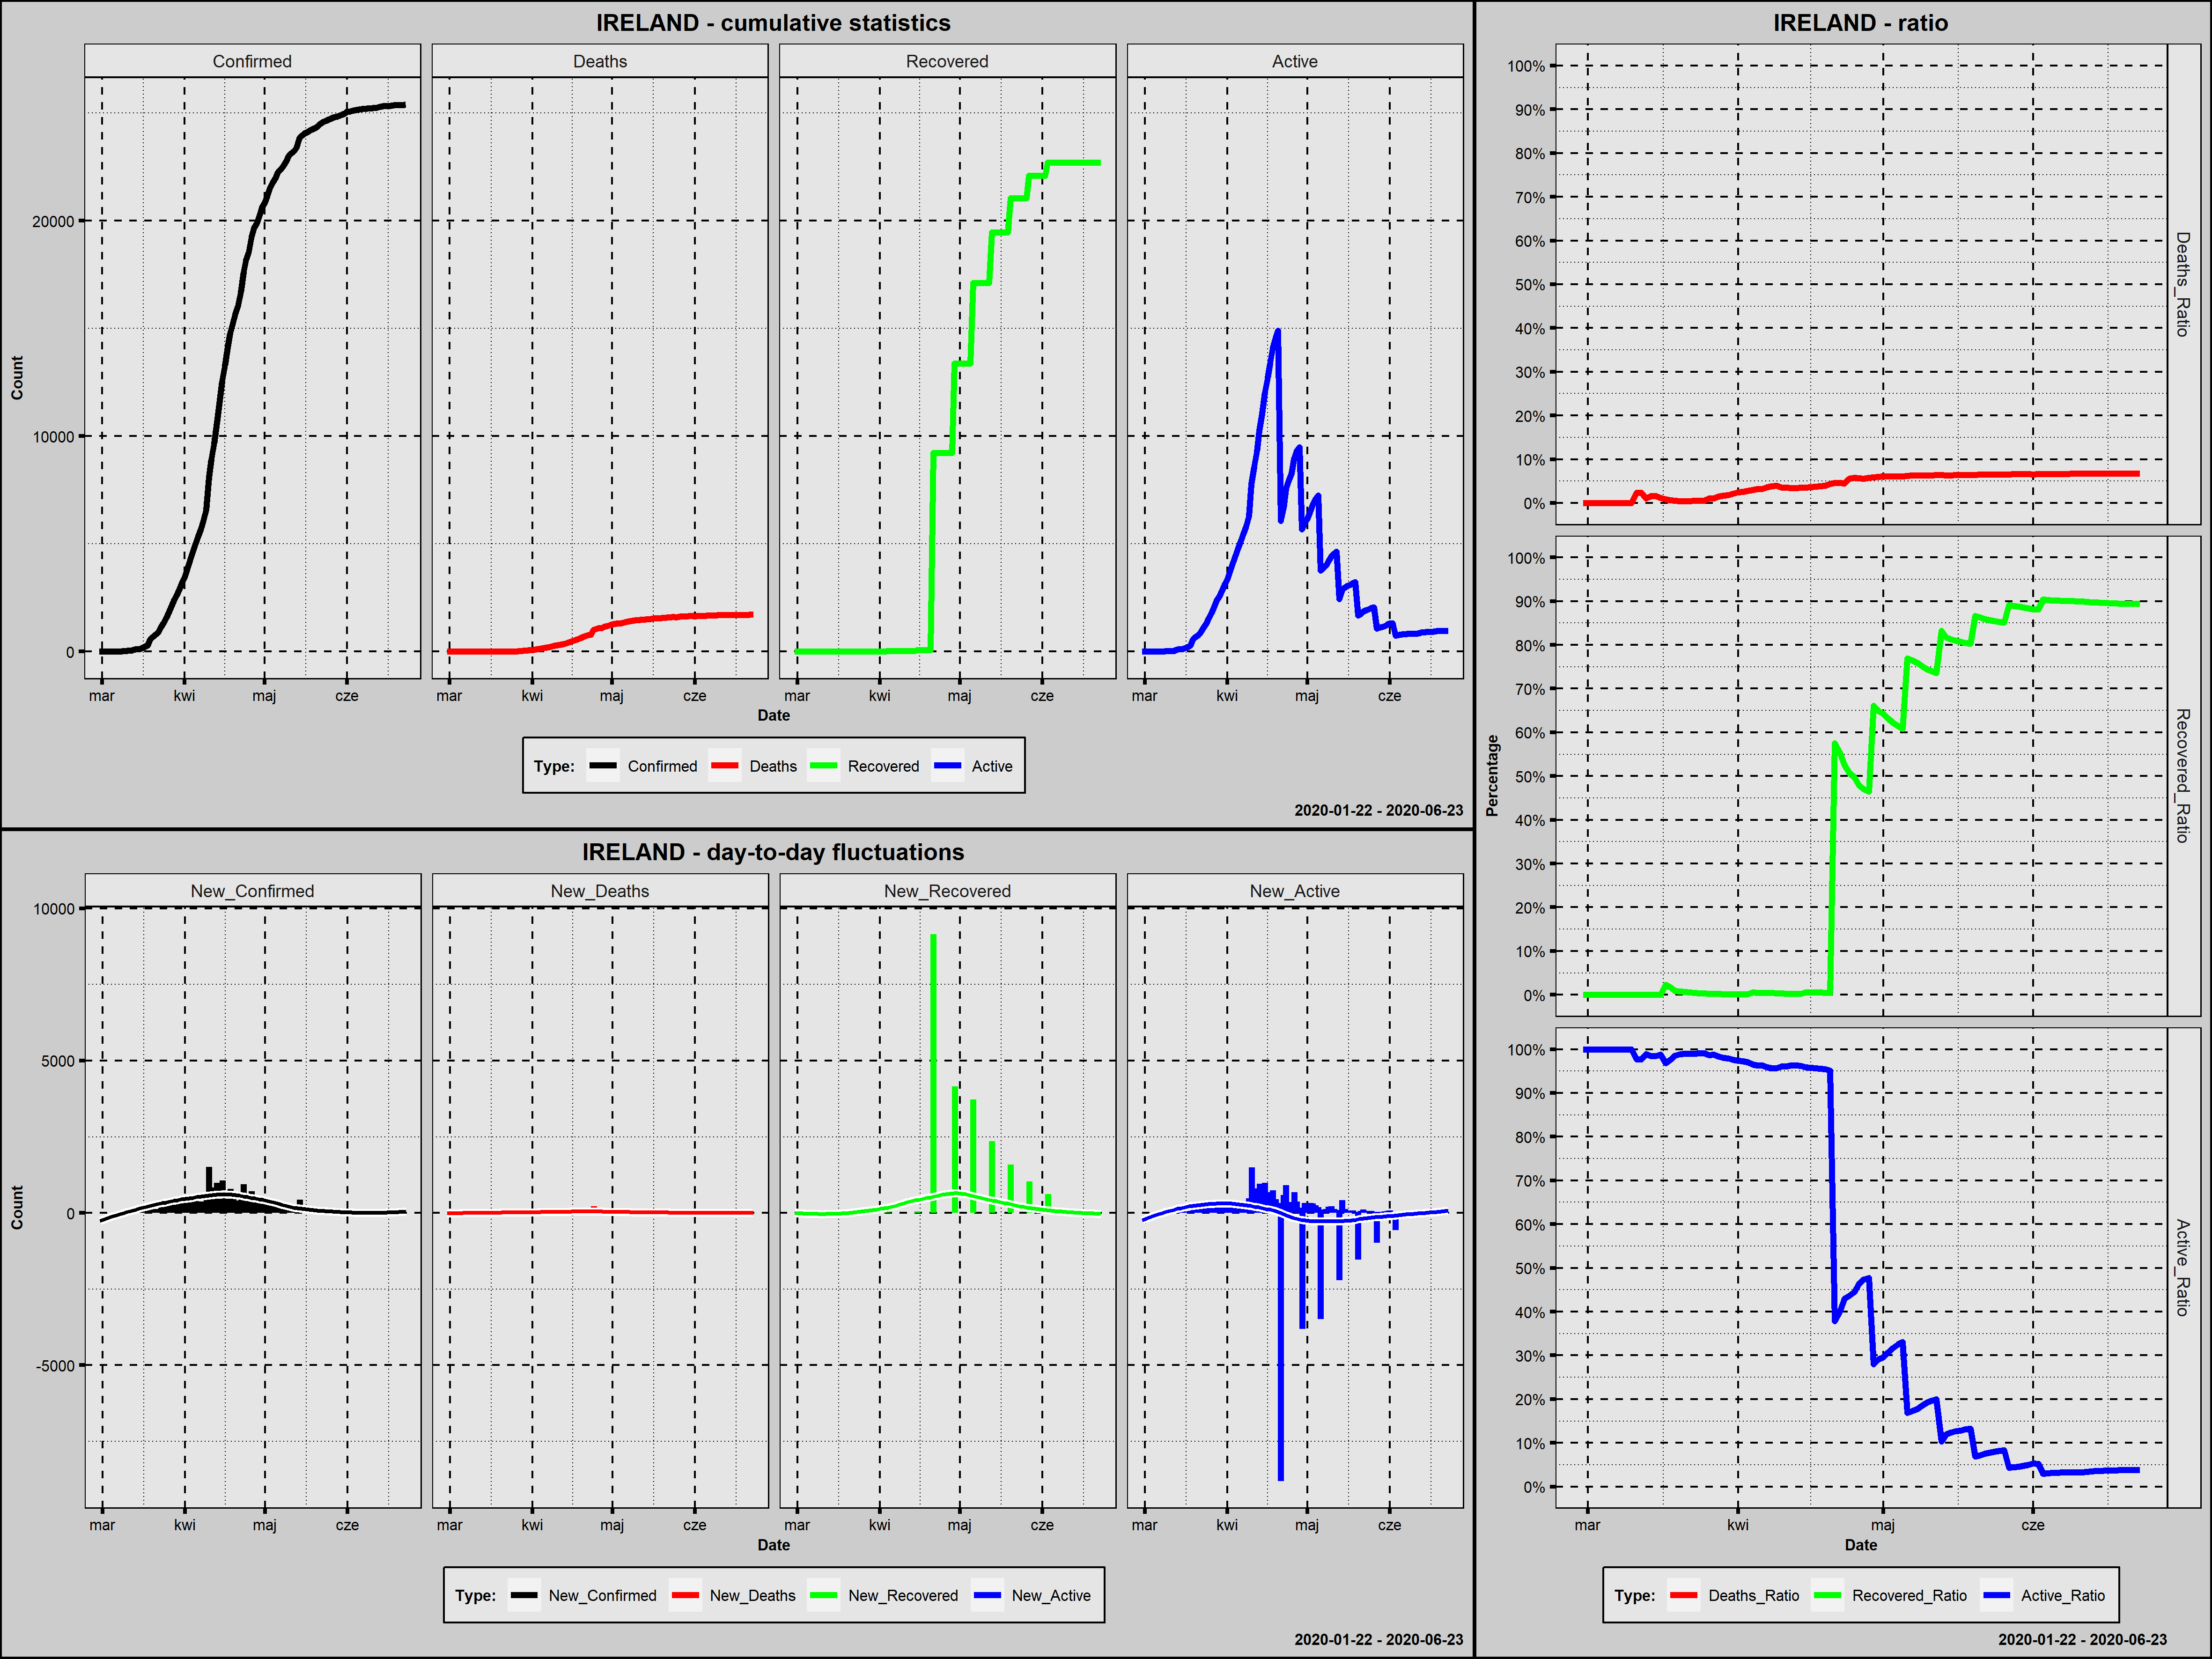 IRELAND - cumulative statistics
Confirmed
Deaths
Recovered
Active
Count
20000
10000
0
mar kwi maj cze
mar kwi maj cze
mar kwi maj cze
mar kwi maj cze
Date
Type: Confirmed Deaths Recovered Active
2020-01-22 - 2020-06-23
IRELAND - day-to-day fluctuations
New_Confirmed
New_Deaths
New_Recovered
New_Active
Count
10000
5000
0
-5000
mar kwi maj cze
mar kwi maj cze
mar kwi maj cze
mar kwi maj cze
Date
Type: New_Confirmed New_Deaths New_Recovered New_Active
2020-01-22 - 2020-06-23
IRELAND - ratio
Percentage
100%
90%
80%
70%
60%
50%
40%
30%
20%
10%
0%
Deaths_Ratio
100%
90%
80%
70%
60%
50%
40%
30%
20%
10%
0%
Recovered_Ratio
100%
90%
80%
70%
60%
50%
40%
30%
20%
10%
0%
Active_Ratio
mar kwi maj cze
Date
Type: Deaths_Ratio Recovered_Ratio Active_Ratio
2020-01-22 - 2020-06-23